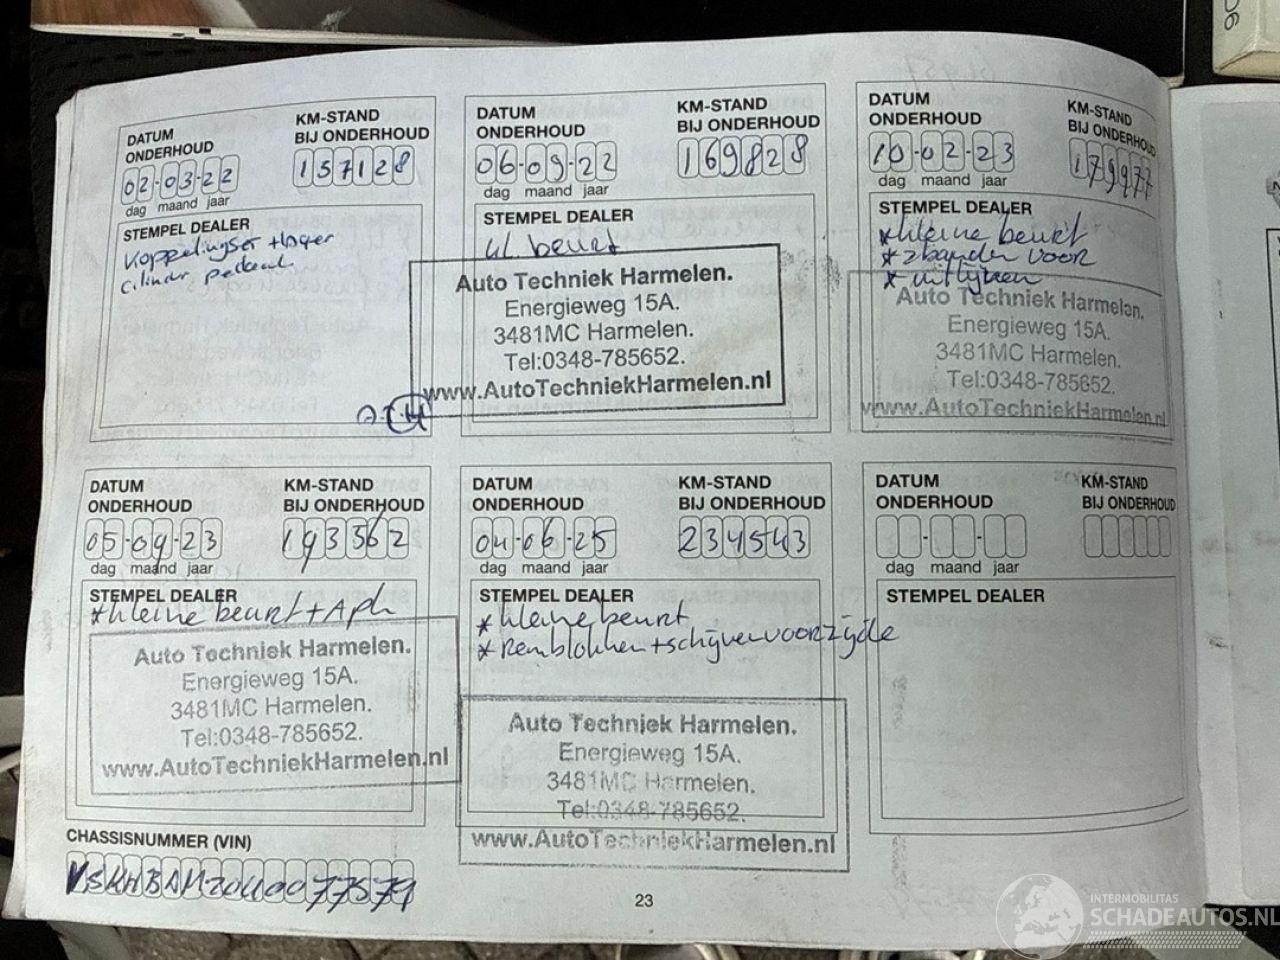 DATUM
ONDERHOUD
KM-STAND
BIJ ONDERHOUD
02-03-22
157128
dag maand jaar
STEMPEL DEALER
Koppelingset + lager
cilinder pedaal.
DATUM
ONDERHOUD
KM-STAND
BIJ ONDERHOUD
06-09-22
169828
dag maand jaar
STEMPEL DEALER
kl. beurt
Auto Techniek Harmelen.
Energieweg 15A.
3481MC Harmelen.
Tel:0348-785652.
www.AutoTechniekHarmelen.nl
DATUM
ONDERHOUD
KM-STAND
BIJ ONDERHOUD
10-02-23
179977
dag maand jaar
STEMPEL DEALER
*kleine beurt
*2 banden voor
*uitlijnen
Auto Techniek Harmelen.
Energieweg 15A.
3481MC Harmelen.
Tel:0348-785652.
www.AutoTechniekHarmelen.nl
DATUM
ONDERHOUD
KM-STAND
BIJ ONDERHOUD
05-09-23
193562
dag maand jaar
STEMPEL DEALER
*kleine beurt + Apk
Auto Techniek Harmelen.
Energieweg 15A.
3481MC Harmelen.
Tel:0348-785652.
www.AutoTechniekHarmelen.nl
DATUM
ONDERHOUD
KM-STAND
BIJ ONDERHOUD
04-06-25
234543
dag maand jaar
STEMPEL DEALER
*kleine beurt
*Remblokken + schijven voorzijde
Auto Techniek Harmelen.
Energieweg 15A.
3481MC Harmelen.
Tel:0348-785652.
www.AutoTechniekHarmelen.nl
DATUM
ONDERHOUD
KM-STAND
BIJ ONDERHOUD
dag maand jaar
STEMPEL DEALER
CHASSISNUMMER (VIN)
23
INTERMOBILITAS
SCHADEAUTOS.NL